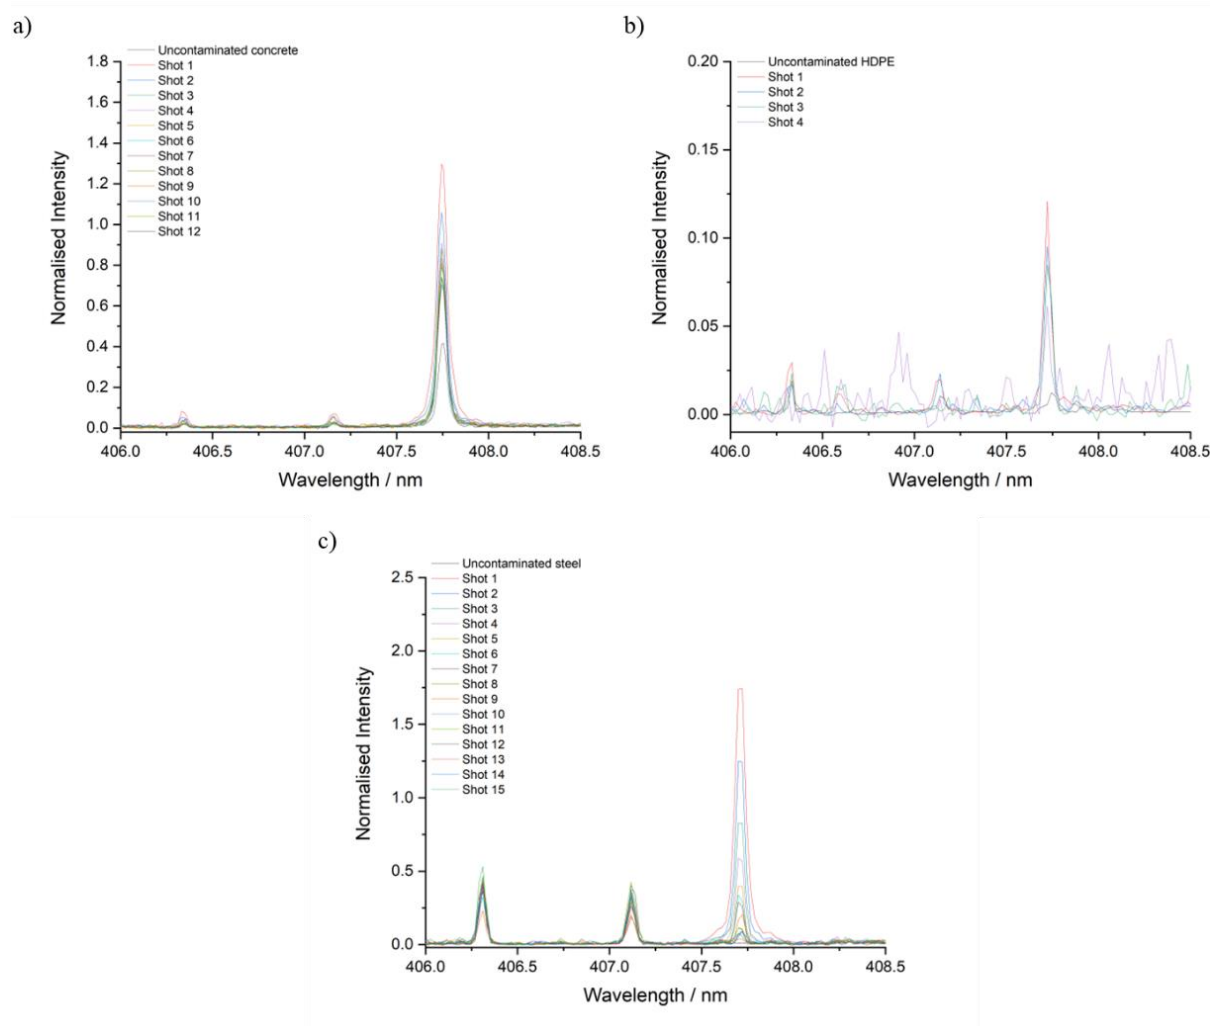 a)
Uncontaminated concrete
Shot 1
Shot 2
Shot 3
Shot 4
Shot 5
Shot 6
Shot 7
Shot 8
Shot 9
Shot 10
Shot 11
Shot 12
1.8
1.6
1.4
1.2
1.0
0.8
0.6
0.4
0.2
0.0
Normalised Intensity
406.0 406.5 407.0 407.5 408.0 408.5
Wavelength / nm
b)
Uncontaminated HDPE
Shot 1
Shot 2
Shot 3
Shot 4
0.20
0.15
0.10
0.05
0.00
Normalised Intensity
406.0 406.5 407.0 407.5 408.0 408.5
Wavelength / nm
c)
Uncontaminated steel
Shot 1
Shot 2
Shot 3
Shot 4
Shot 5
Shot 6
Shot 7
Shot 8
Shot 9
Shot 10
Shot 11
Shot 12
Shot 13
Shot 14
Shot 15
2.5
2.0
1.5
1.0
0.5
0.0
Normalised Intensity
406.0 406.5 407.0 407.5 408.0 408.5
Wavelength / nm